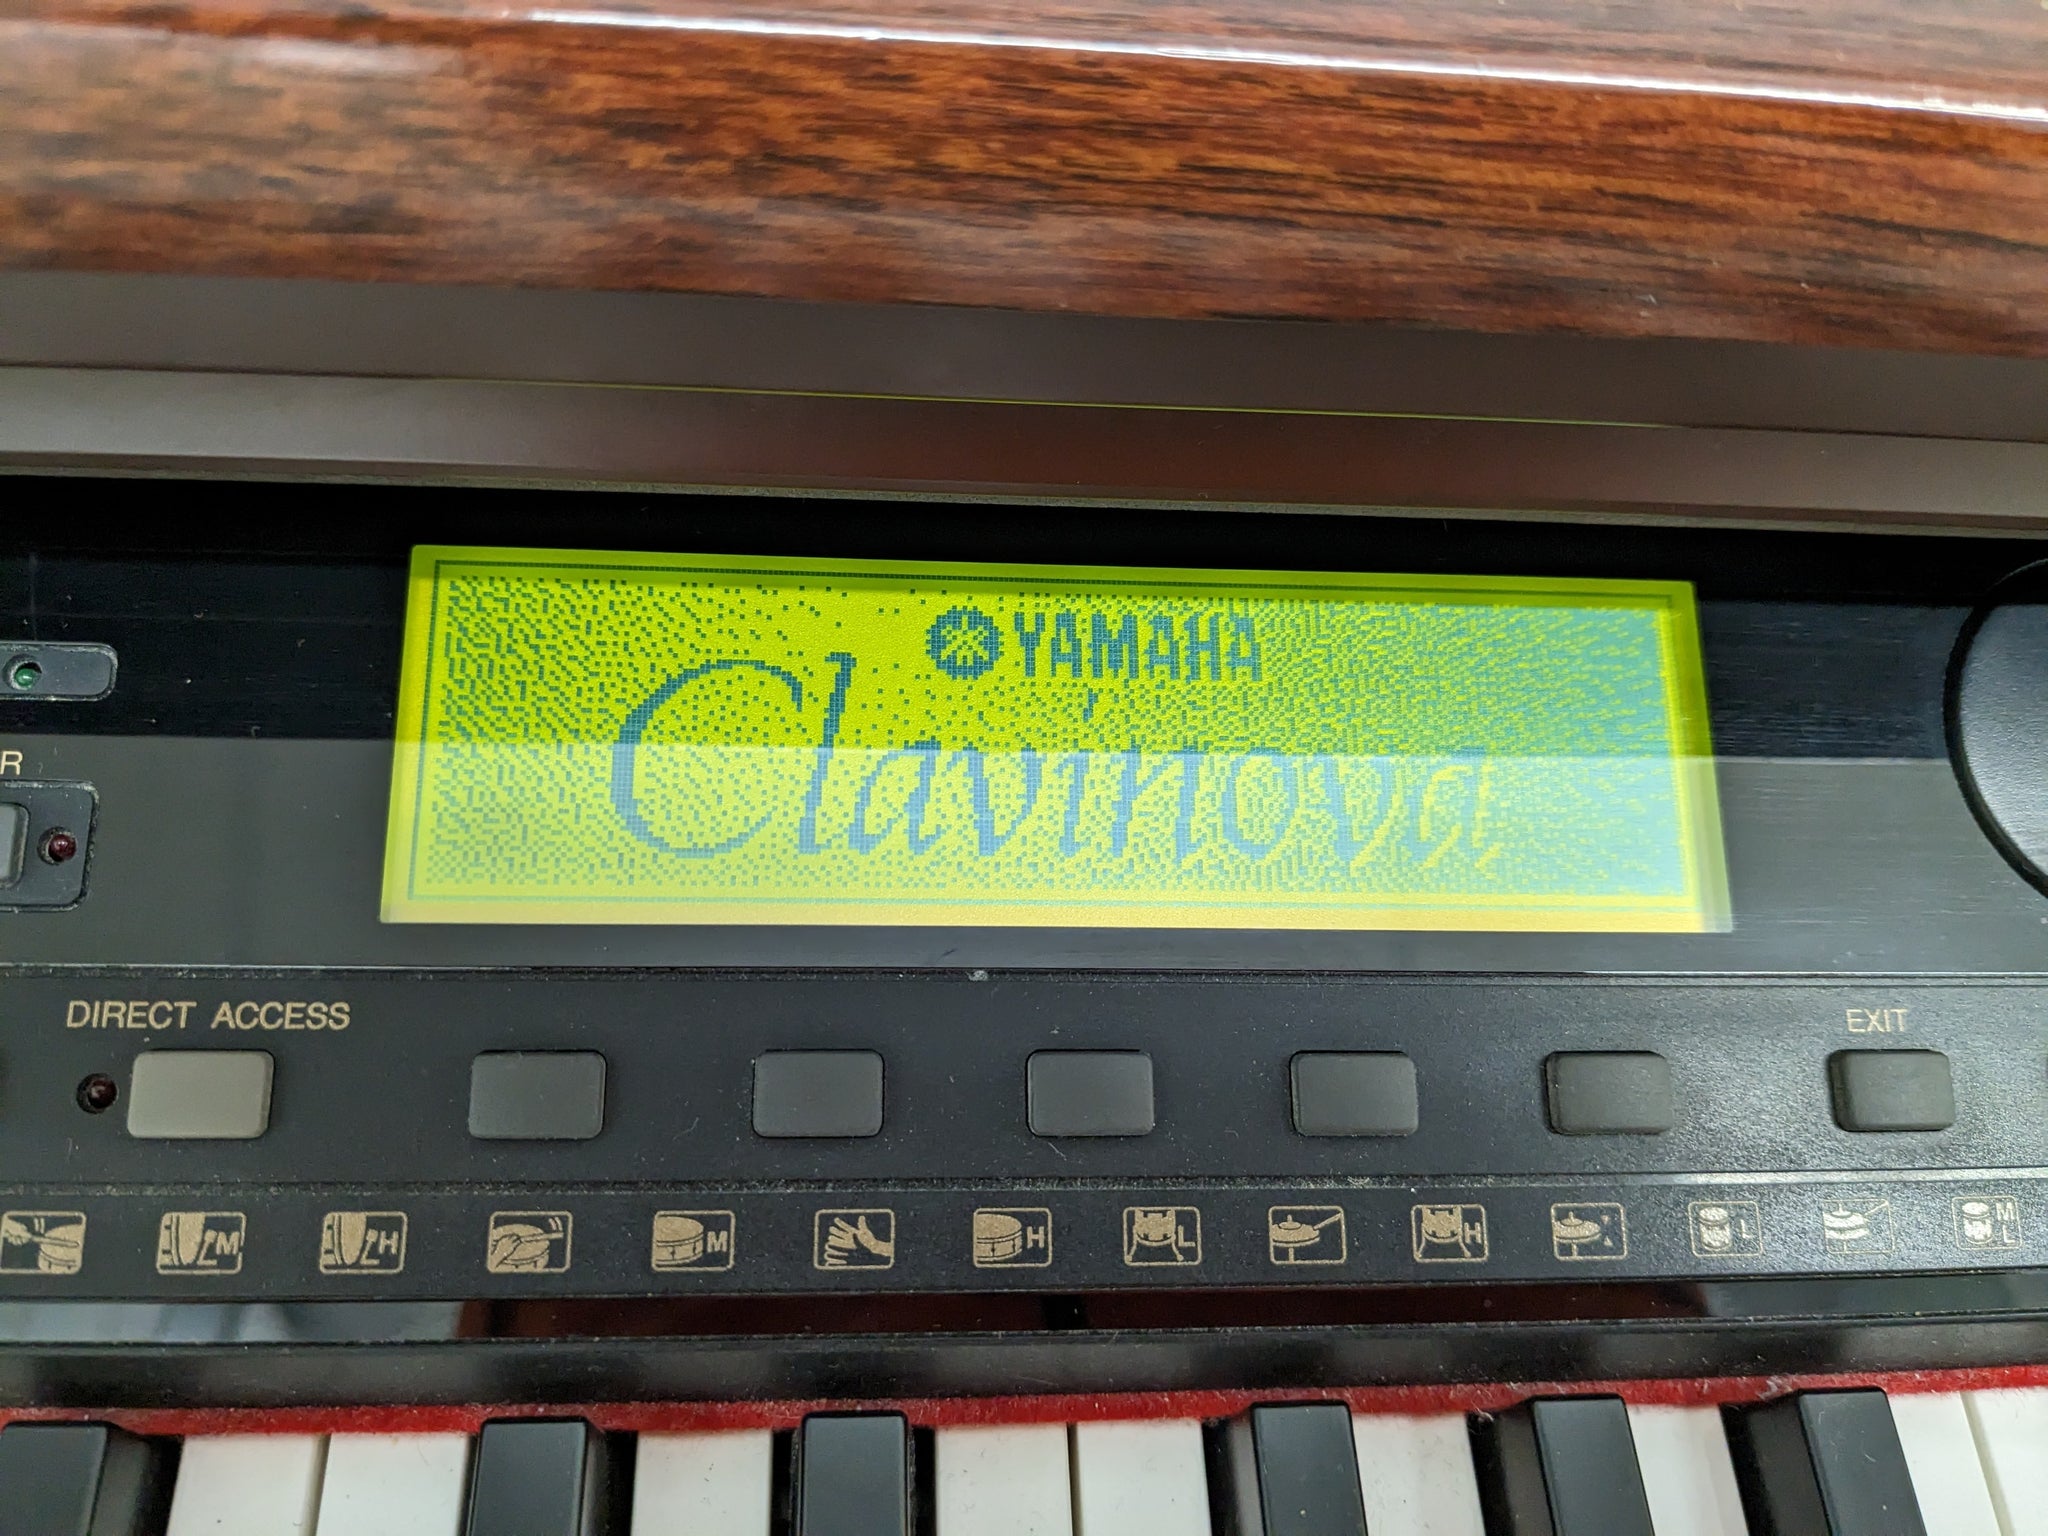 YAMAHA
Clavinova
R
DIRECT ACCESS
EXIT
M
H
M
H
L
H
L
M
L